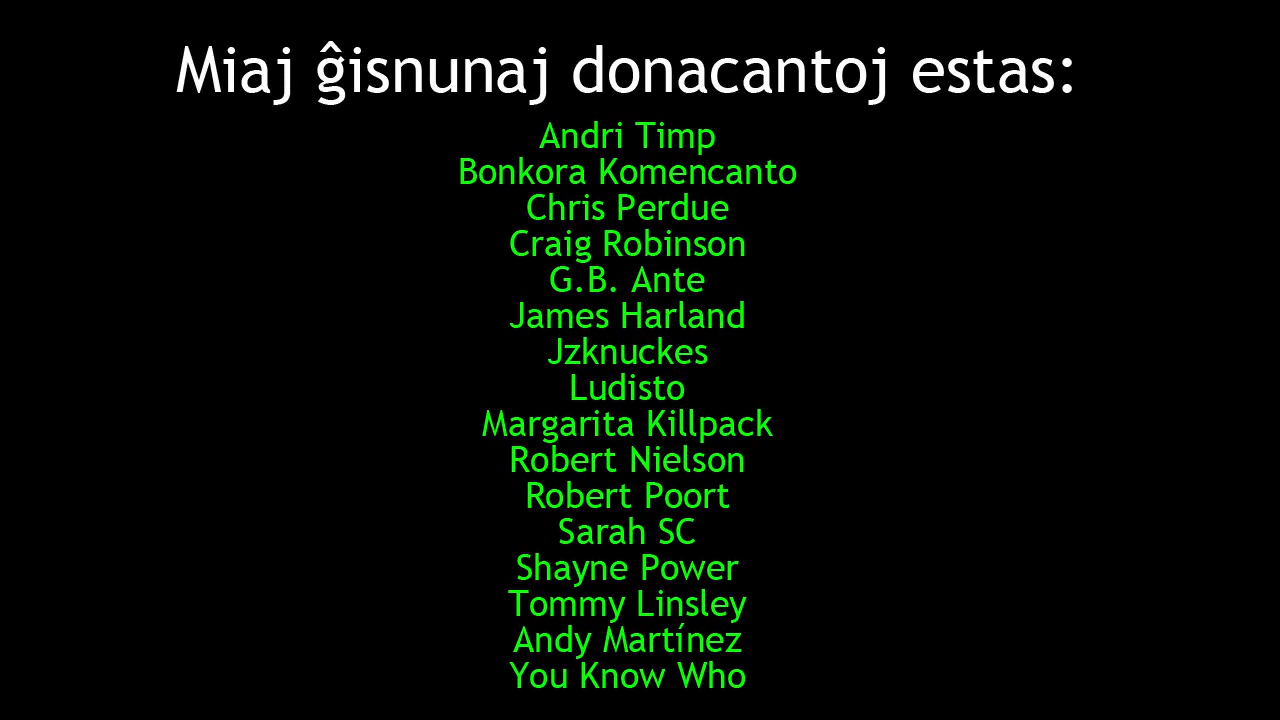 Miaj ĝisnunaj donacantoj estas:
Andri Timp
Bonkora Komencanto
Chris Perdue
Craig Robinson
G.B. Ante
James Harland
Jzknuckes
Ludisto
Margarita Killpack
Robert Nielson
Robert Poort
Sarah SC
Shayne Power
Tommy Linsley
Andy Martínez
You Know Who